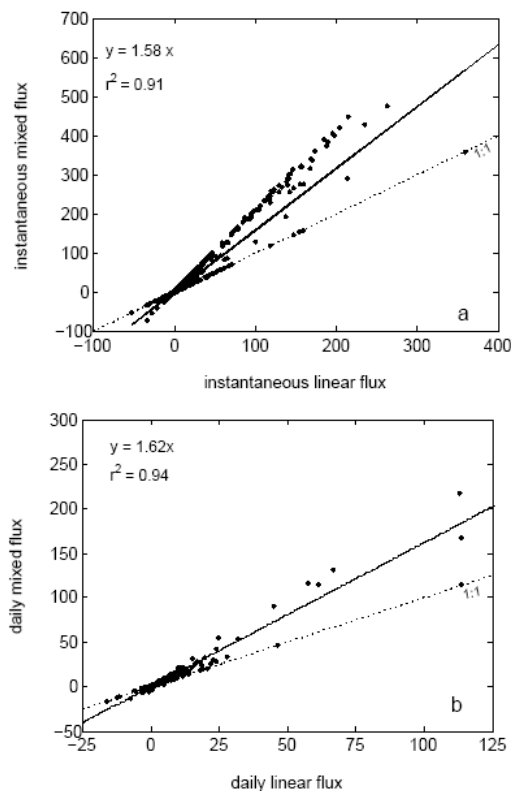 700
600
500
400
300
200
100
0
−100
−100 0 100 200 300 400
y = 1.58 x
r² = 0.91
1:1
a
instantaneous mixed flux
instantaneous linear flux
300
250
200
150
100
50
0
−50
−25 0 25 50 75 100 125
y = 1.62x
r² = 0.94
1:1
b
daily mixed flux
daily linear flux